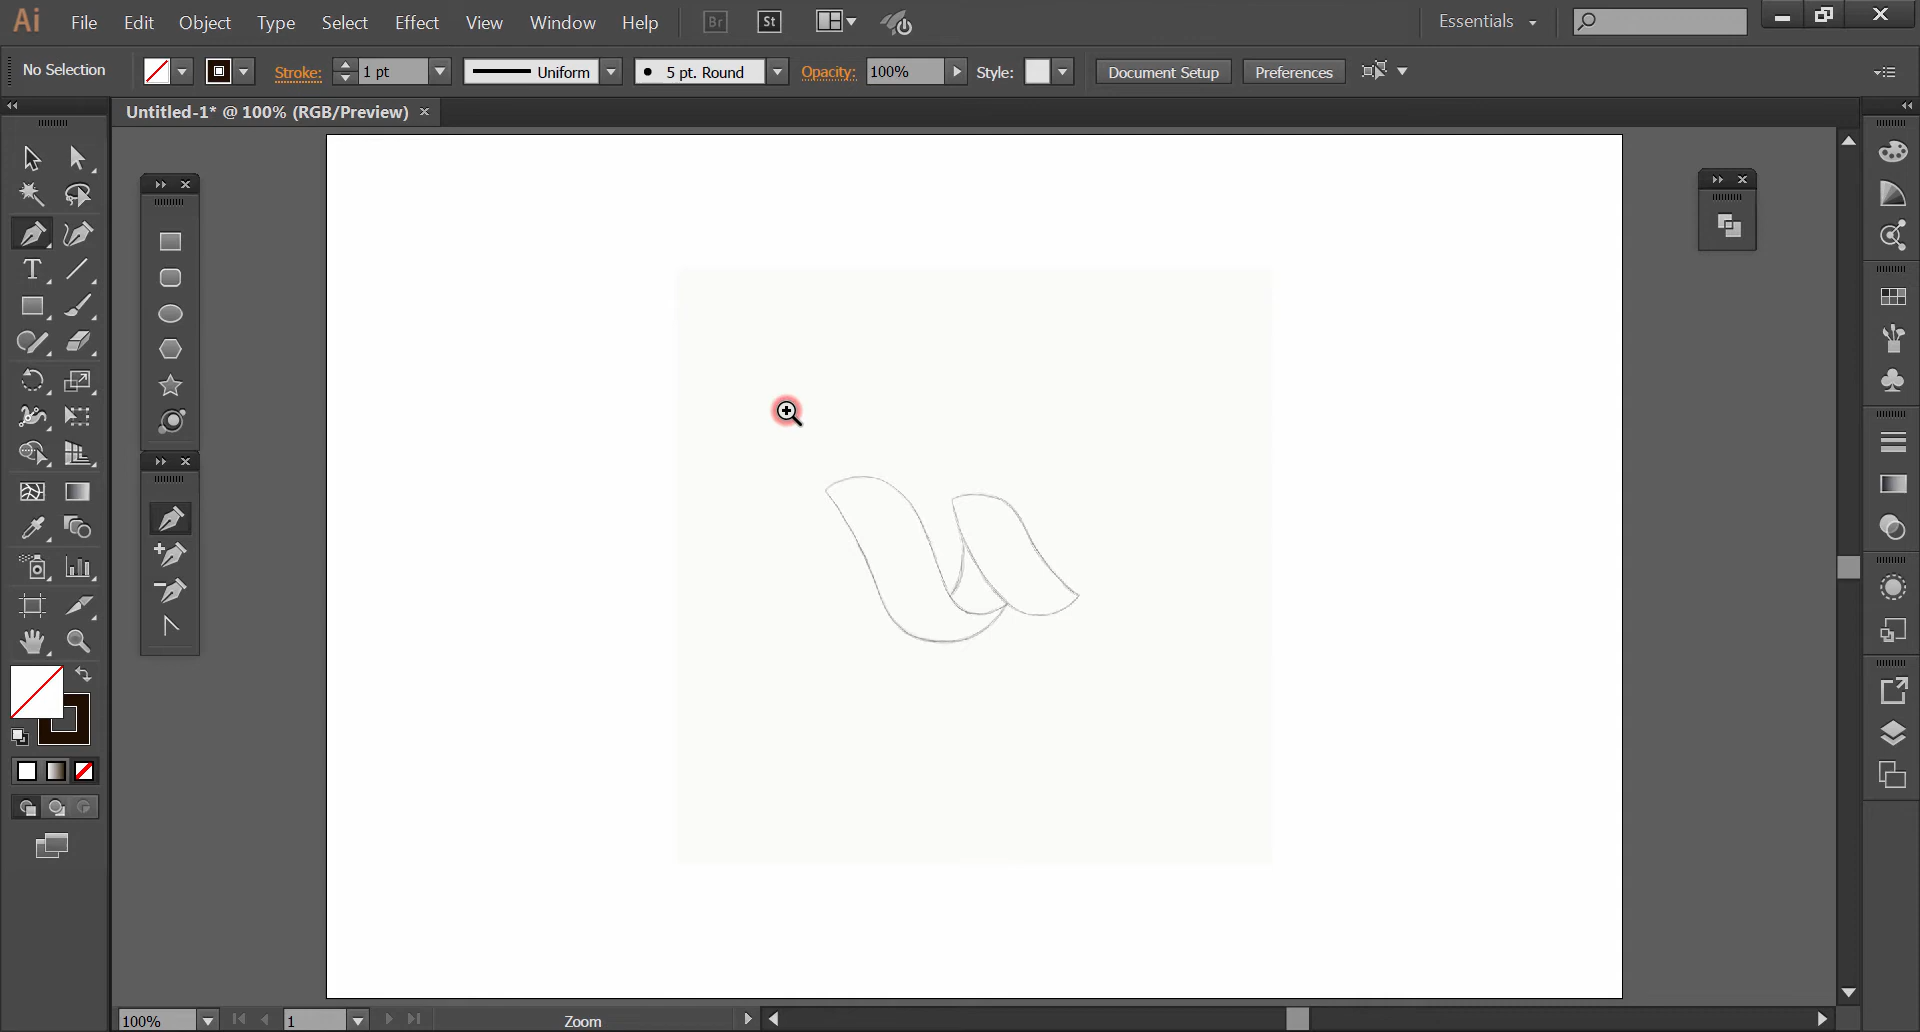 Ai File Edit Object Type Select Effect View Window Help Br St Essentials
No Selection Stroke: 1 pt Uniform 5 pt. Round Opacity: 100% Style: Document Setup Preferences
Untitled-1* @ 100% (RGB/Preview)
T
100% 1 Zoom